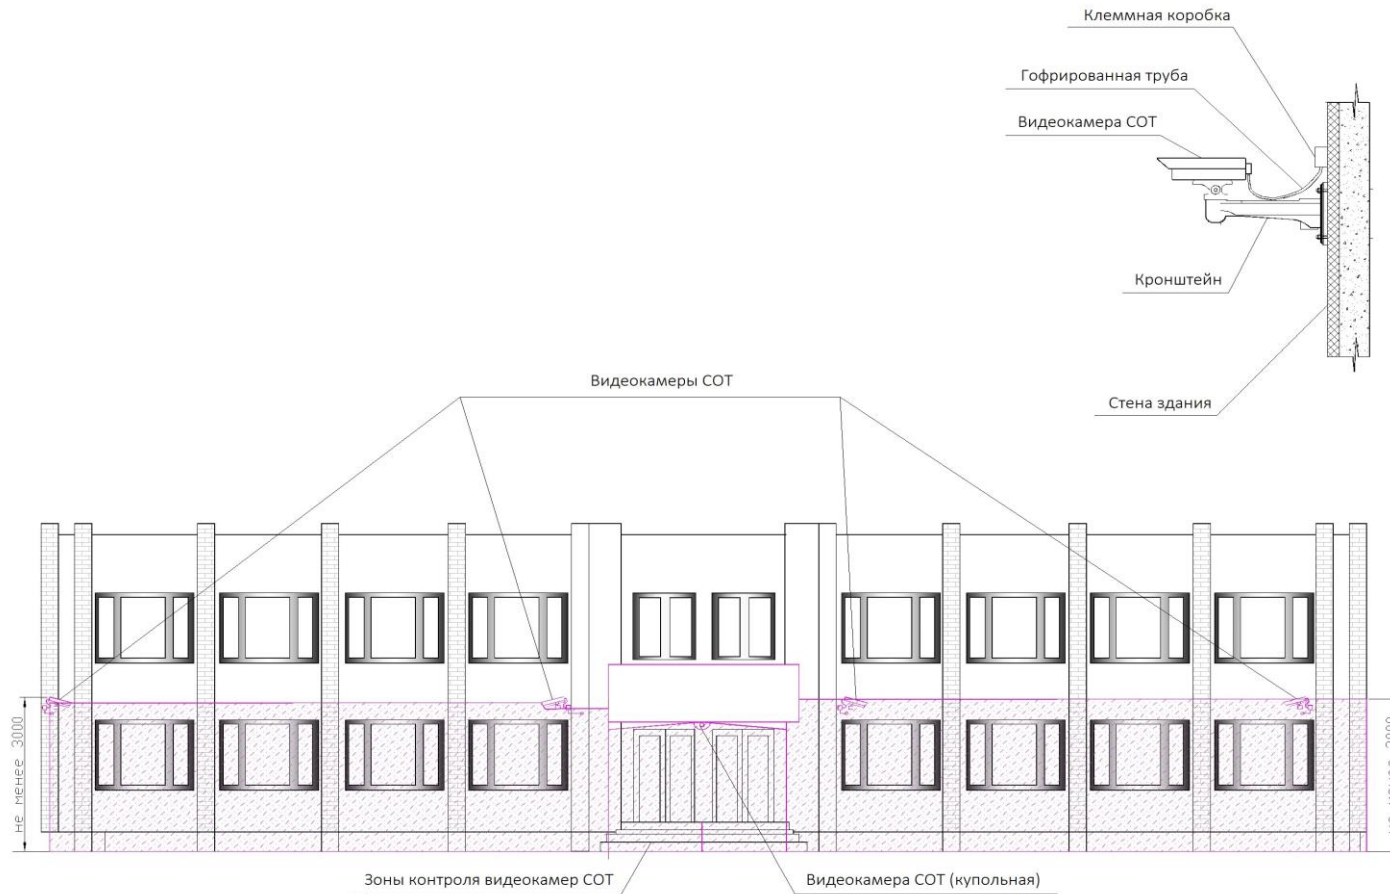 Клеммная коробка
Гофрированная труба
Видеокамера СОТ
Кронштейн
Видеокамеры СОТ
Стена здания
не менее 3000
Зоны контроля видеокамер СОТ
Видеокамера СОТ (купольная)